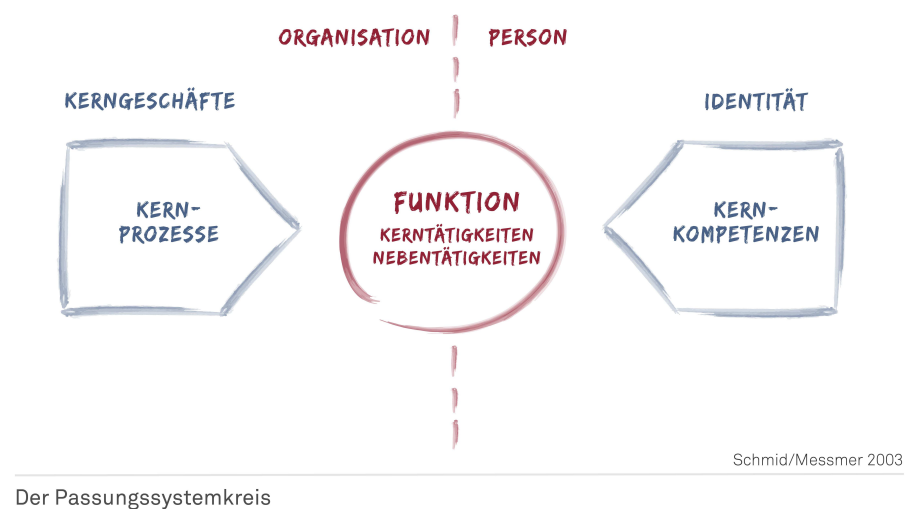 ORGANISATION PERSON
KERNGESCHÄFTE
IDENTITÄT
KERN-
PROZESSE
FUNKTION
KERNTÄTIGKEITEN
NEBENTÄTIGKEITEN
KERN-
KOMPETENZEN
Schmid/Messmer 2003
Der Passungssystemkreis